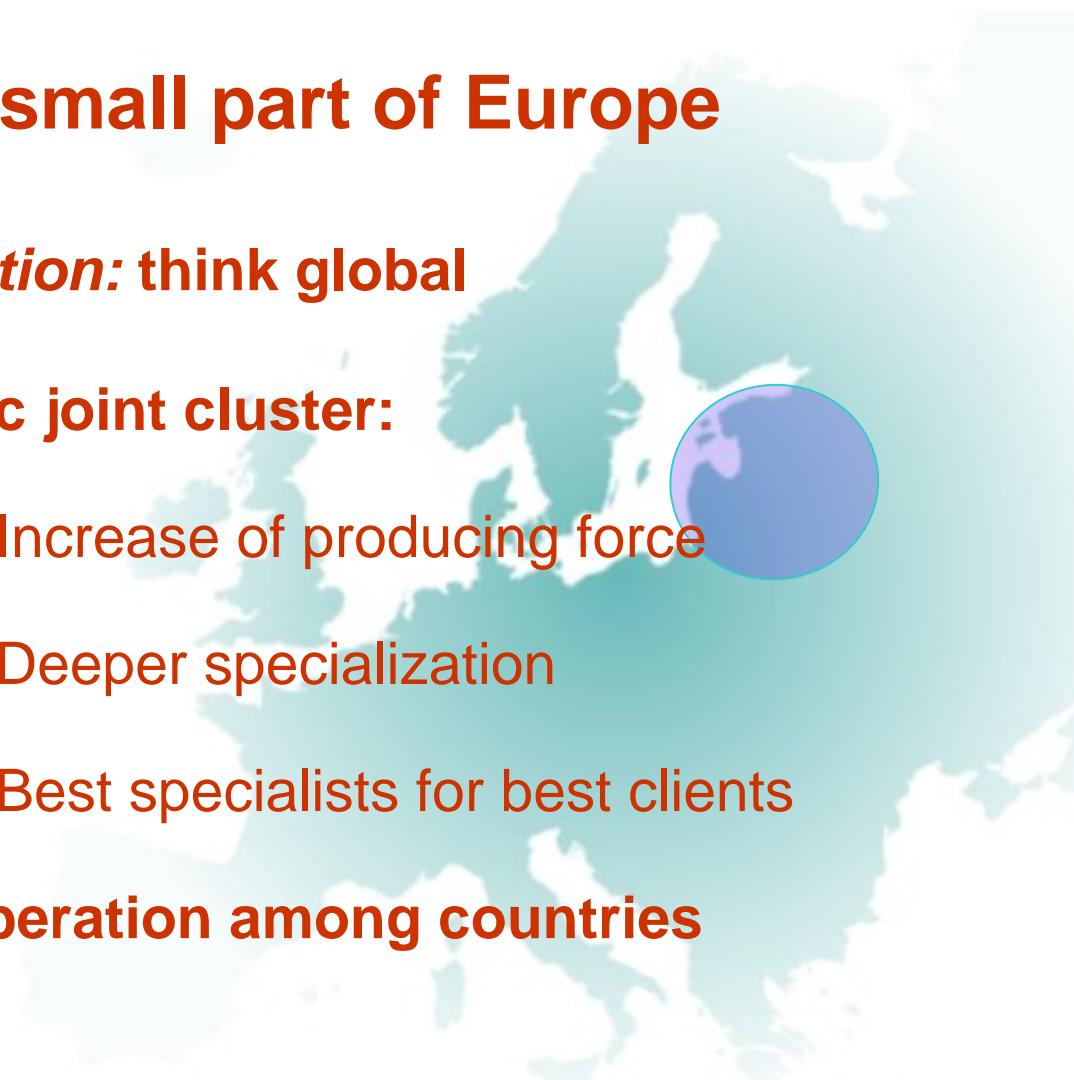 small part of Europe
tion: think global
c joint cluster:
Increase of producing force
Deeper specialization
Best specialists for best clients
peration among countries